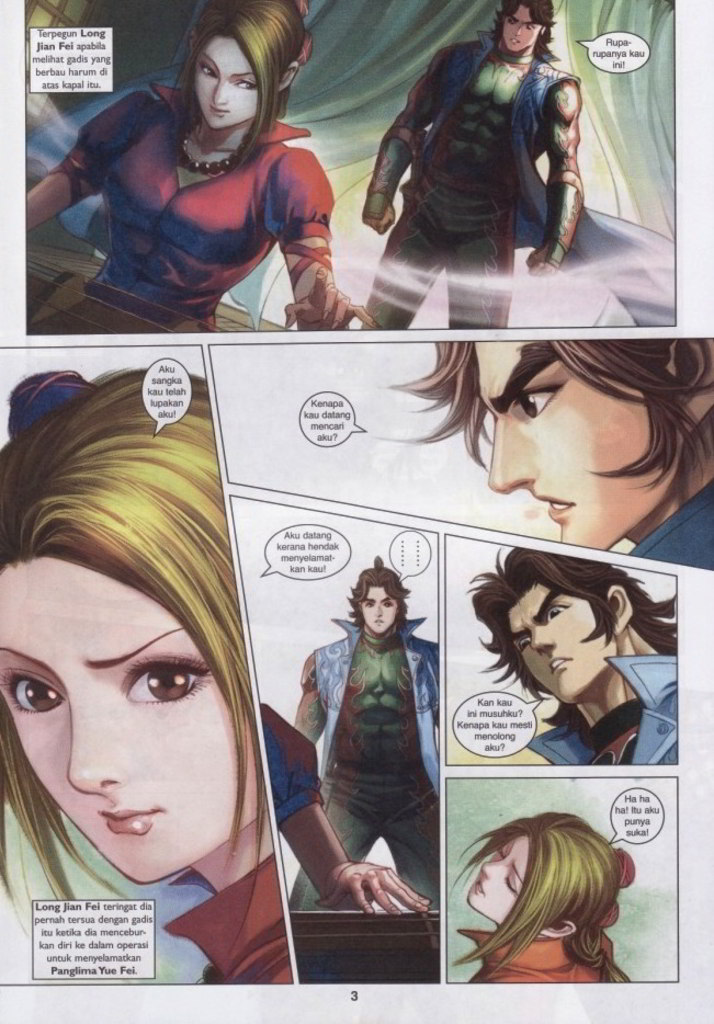 Terpegun Long
Jian Fei apabila
melihat gadis yang
berbau harum di
atas kapal itu.
Rupa-
rupanya kau
ini!
Aku
sangka
kau telah
lupakan
aku!
Kenapa
kau datang
mencari
aku?
Aku datang
kerana hendak
menyelamat-
kan kau!
Kan kau
ini musuhku?
Kenapa kau mesti
menolong
aku?
Ha ha
ha! Itu aku
punya
suka!
Long Jian Fei teringat dia
pernah tersua dengan gadis
itu ketika dia mencebur-
kan diri ke dalam operasi
untuk menyelamatkan
Panglima Yue Fei.
3